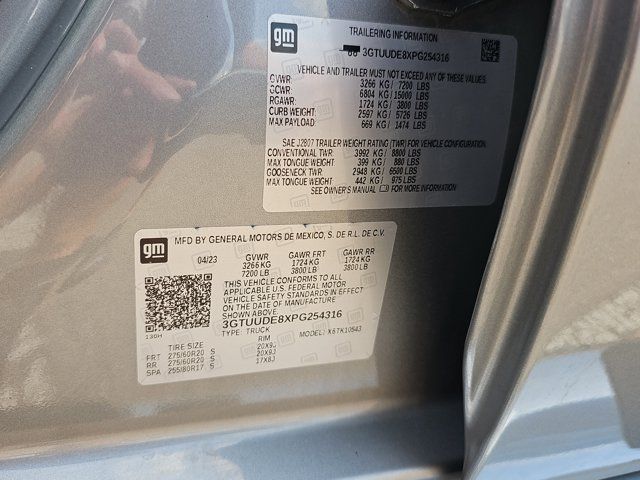 gm
TRAILERING INFORMATION
3GTUUDE8XPG254316
VEHICLE AND TRAILER MUST NOT EXCEED ANY OF THESE VALUES.
GVWR: 3266 KG / 7200 LBS
GCWR: 6804 KG / 15000 LBS
RGAWR: 1724 KG / 3800 LBS
CURB WEIGHT: 2597 KG / 5726 LBS
MAX PAYLOAD: 669 KG / 1474 LBS
SAE J2807 TRAILER WEIGHT RATING (TWR) FOR VEHICLE CONFIGURATION.
CONVENTIONAL TWR: 3992 KG / 8800 LBS
MAX TONGUE WEIGHT: 399 KG / 880 LBS
GOOSENECK TWR: 2948 KG / 6500 LBS
MAX TONGUE WEIGHT: 442 KG / 975 LBS
SEE OWNER'S MANUAL FOR MORE INFORMATION
gm
MFD BY GENERAL MOTORS DE MEXICO, S. DE R.L. DE C.V.
04/23 GVWR GAWR FRT GAWR RR
3266 KG 1724 KG 1724 KG
7200 LB 3800 LB 3800 LB
THIS VEHICLE CONFORMS TO ALL
APPLICABLE U.S. FEDERAL MOTOR
VEHICLE SAFETY STANDARDS IN
EFFECT ON THE DATE OF
MANUFACTURE SHOWN ABOVE.
3GTUUDE8XPG254316
TYPE: TRUCK MODEL: X67K10543
TIRE SIZE RIM
FRT 275/60R20 S 20X9J
RR 275/60R20 S 20X9J
SPA 255/80R17 S 17X8J